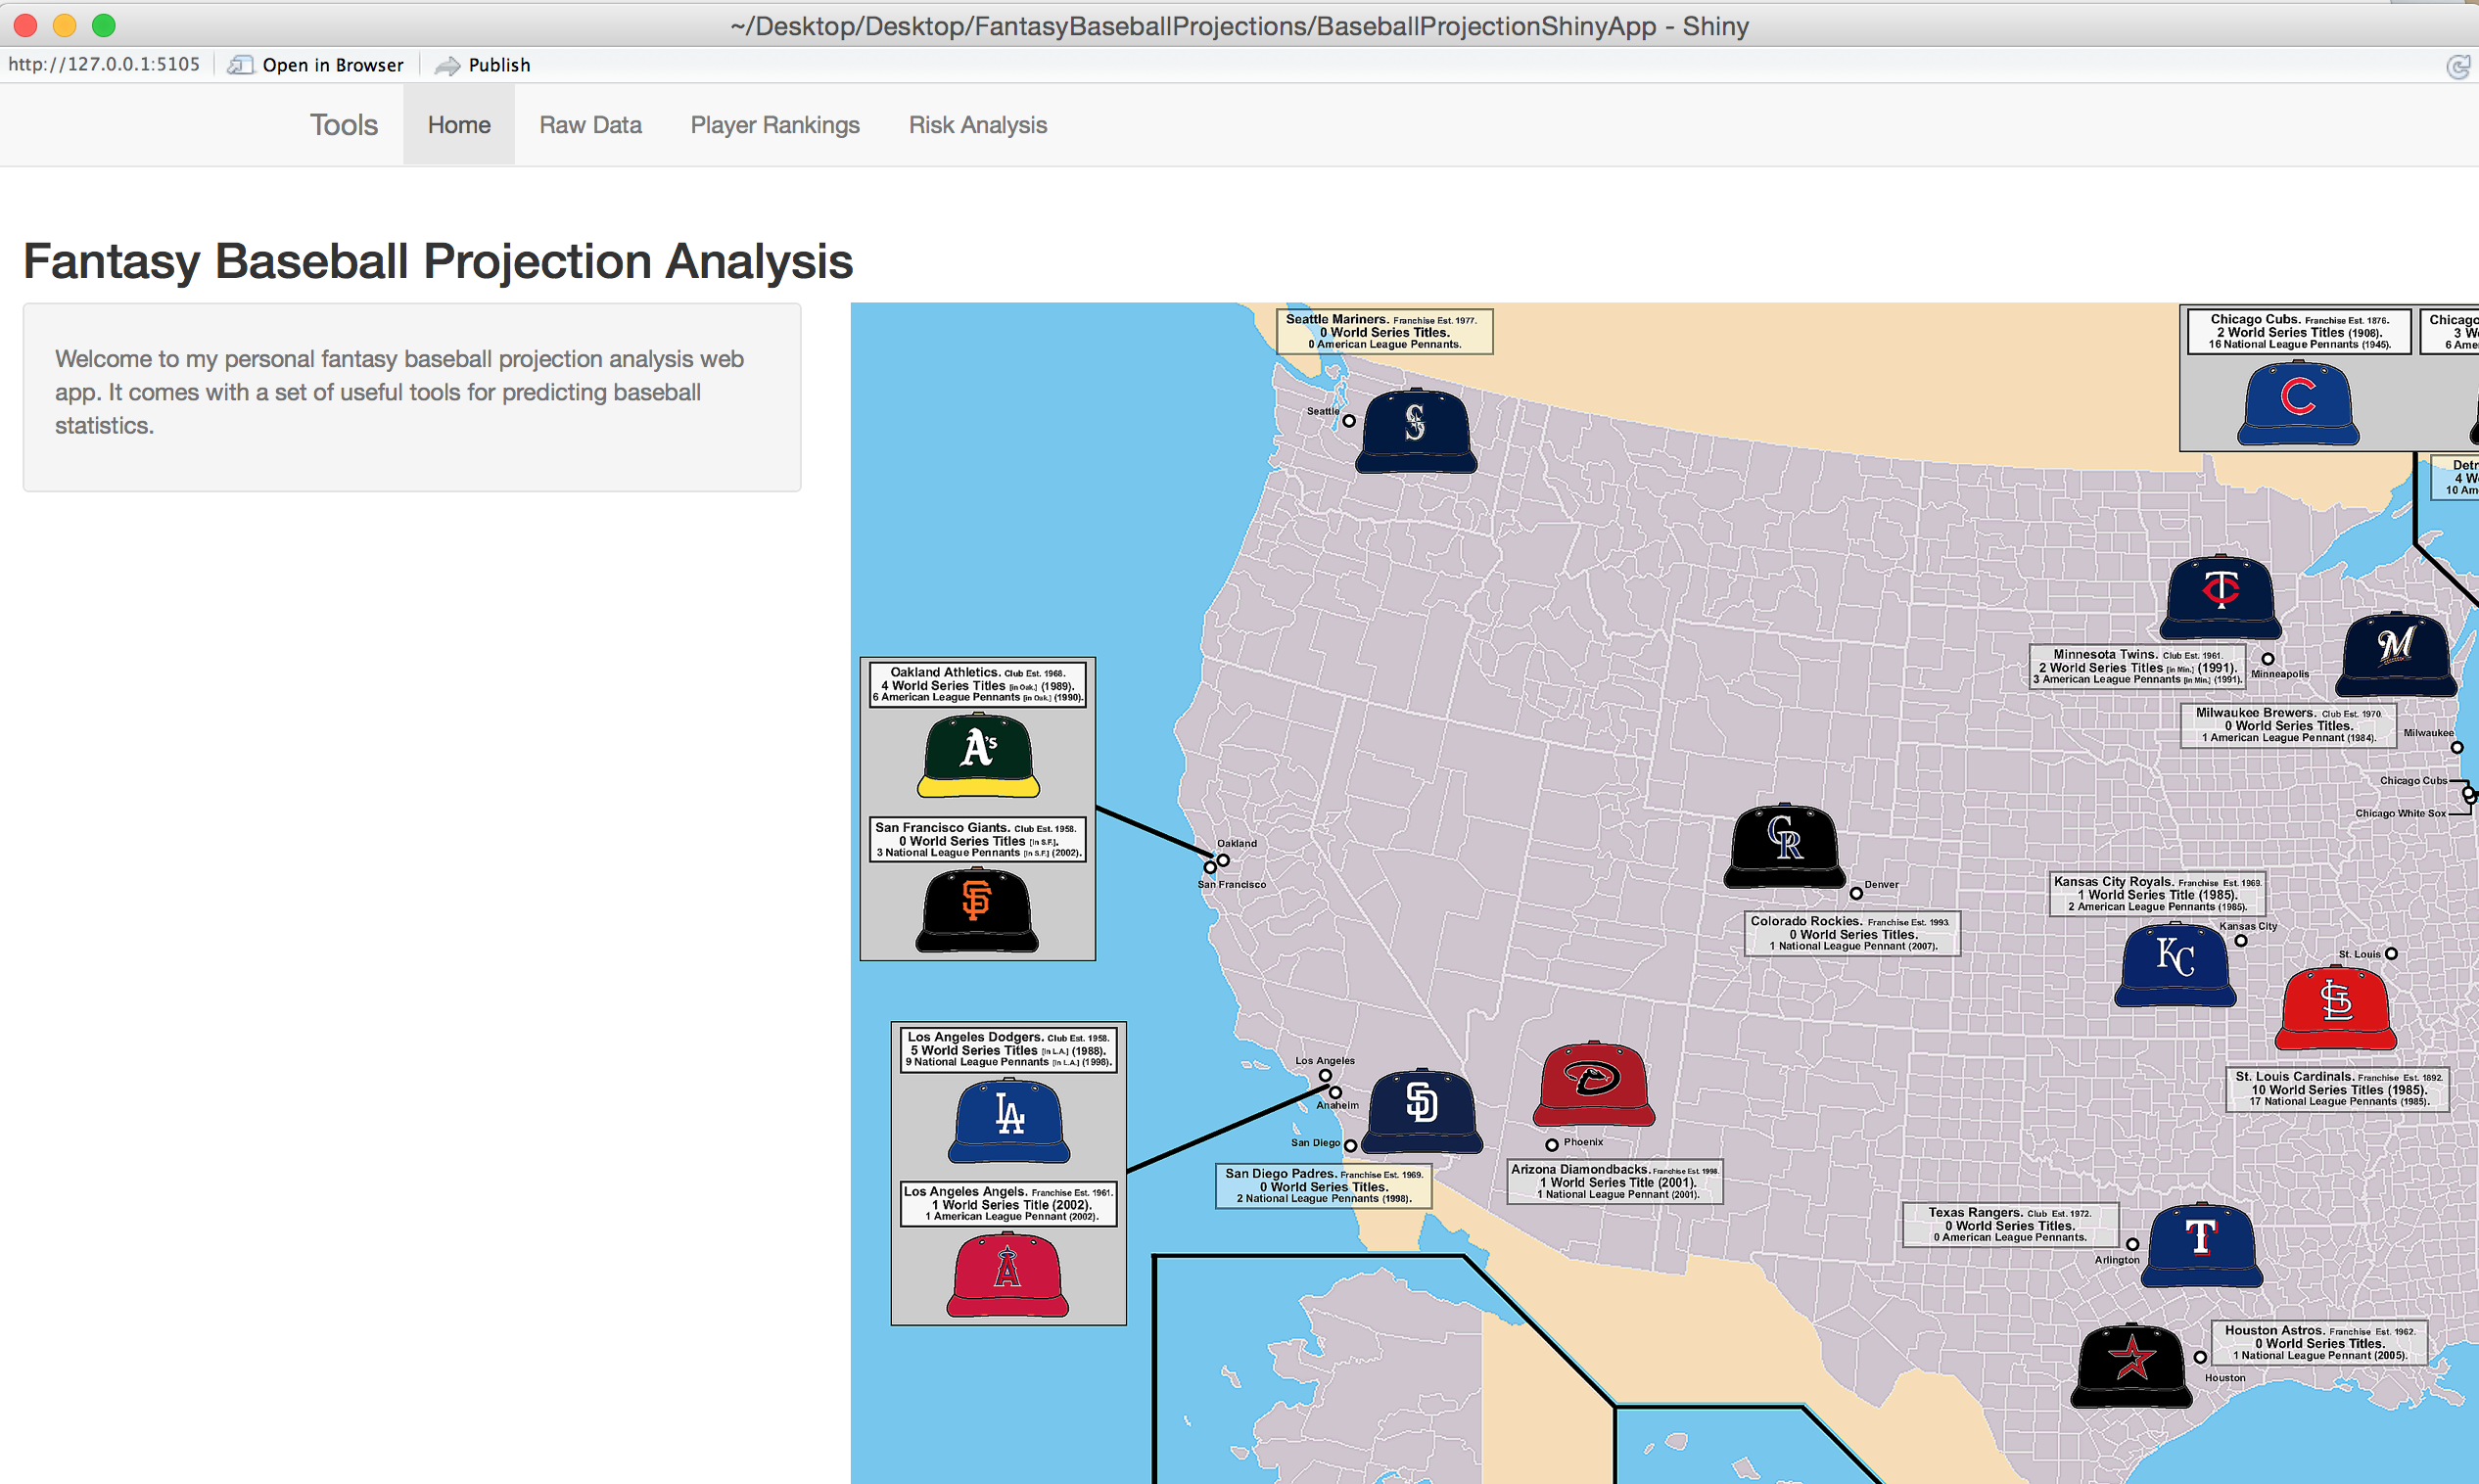 ~/Desktop/Desktop/FantasyBaseballProjections/BaseballProjectionShinyApp - Shiny
http://127.0.0.1:5105 Open in Browser Publish
Tools Home Raw Data Player Rankings Risk Analysis
Fantasy Baseball Projection Analysis
Welcome to my personal fantasy baseball projection analysis web
app. It comes with a set of useful tools for predicting baseball
statistics.
Seattle Mariners. Franchise Est. 1977.
0 World Series Titles.
0 American League Pennants.
Seattle
S
Chicago Cubs. Franchise Est. 1876.
2 World Series Titles (1908).
16 National League Pennants (1945).
C
Chicago
3 W
6 Ame
Detr
4 W
10 Am
TC
Minnesota Twins. Club Est. 1961.
2 World Series Titles [in Min.] (1991).
3 American League Pennants [in Min.] (1991).
Minneapolis
M
Milwaukee Brewers. Club Est. 1970.
0 World Series Titles.
1 American League Pennant (1984).
Milwaukee
Chicago Cubs
Chicago White Sox
Oakland Athletics. Club Est. 1968.
4 World Series Titles [in Oak.] (1989).
6 American League Pennants [in Oak.] (1990).
A's
San Francisco Giants. Club Est. 1958.
0 World Series Titles [in S.F.].
3 National League Pennants [in S.F.] (2002).
SF
Oakland
San Francisco
CR
Denver
Colorado Rockies. Franchise Est. 1993.
0 World Series Titles.
1 National League Pennant (2007).
Kansas City Royals. Franchise Est. 1969.
1 World Series Title (1985).
2 American League Pennants (1985).
Kansas City
KC
St. Louis
STL
St. Louis Cardinals. Franchise Est. 1892.
10 World Series Titles (1985).
17 National League Pennants (1985).
Los Angeles Dodgers. Club Est. 1958.
5 World Series Titles [in L.A.] (1988).
9 National League Pennants [in L.A.] (1998).
LA
Los Angeles Angels. Franchise Est. 1961.
1 World Series Title (2002).
1 American League Pennant (2002).
A
Los Angeles
Anaheim
San Diego
SD
San Diego Padres. Franchise Est. 1969.
0 World Series Titles.
2 National League Pennants (1998).
D
Phoenix
Arizona Diamondbacks. Franchise Est. 1998.
1 World Series Title (2001).
1 National League Pennant (2001).
Texas Rangers. Club Est. 1972.
0 World Series Titles.
0 American League Pennants.
Arlington
T
Houston Astros. Franchise Est. 1962.
0 World Series Titles.
1 National League Pennant (2005).
Houston